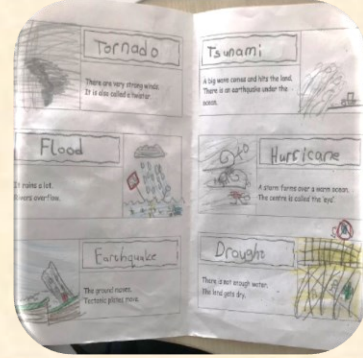 Tornado
There are very strong winds.
It is also called a twister.
Flood
It rains a lot.
Rivers overflow.
Earthquake
The ground moves.
Tectonic plates move.
Tsunami
A big wave comes and hits the land.
There is an earthquake under the
ocean.
Hurricane
A storm forms over a warm ocean.
The centre is called the 'eye'.
Drought
There is not enough water.
The land gets dry.